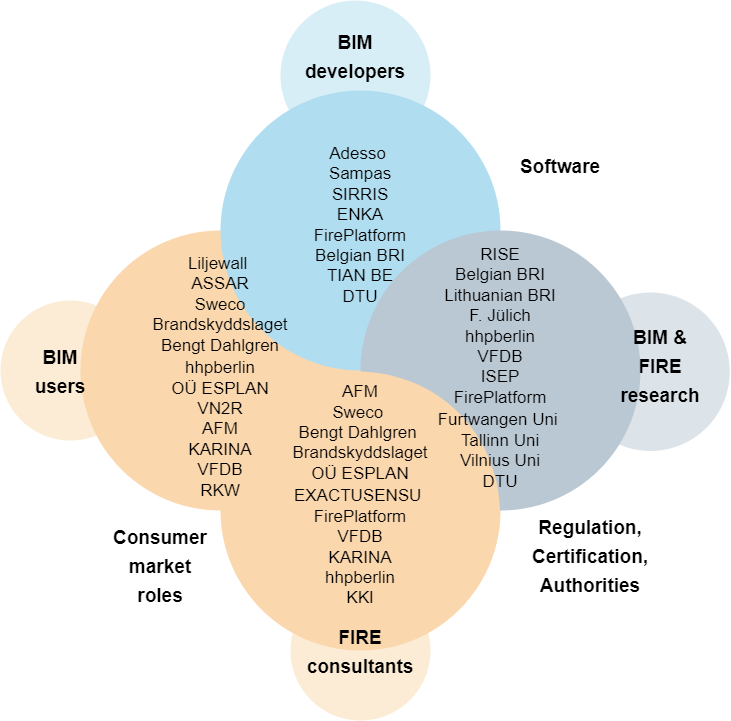 BIM
developers
Adesso
Sampas
SIRRIS
ENKA
FirePlatform
Belgian BRI
TIAN BE
DTU
Software
Liljewall
ASSAR
Sweco
Brandskyddslaget
Bengt Dahlgren
hhpberlin
OÜ ESPLAN
VN2R
AFM
KARINA
VFDB
RKW
BIM
users
RISE
Belgian BRI
Lithuanian BRI
F. Jülich
hhpberlin
VFDB
ISEP
FirePlatform
Furtwangen Uni
Tallinn Uni
Vilnius Uni
DTU
BIM &
FIRE
research
AFM
Sweco
Bengt Dahlgren
Brandskyddslaget
OÜ ESPLAN
EXACTUSENSU
FirePlatform
VFDB
KARINA
hhpberlin
KKI
Consumer
market
roles
Regulation,
Certification,
Authorities
FIRE
consultants